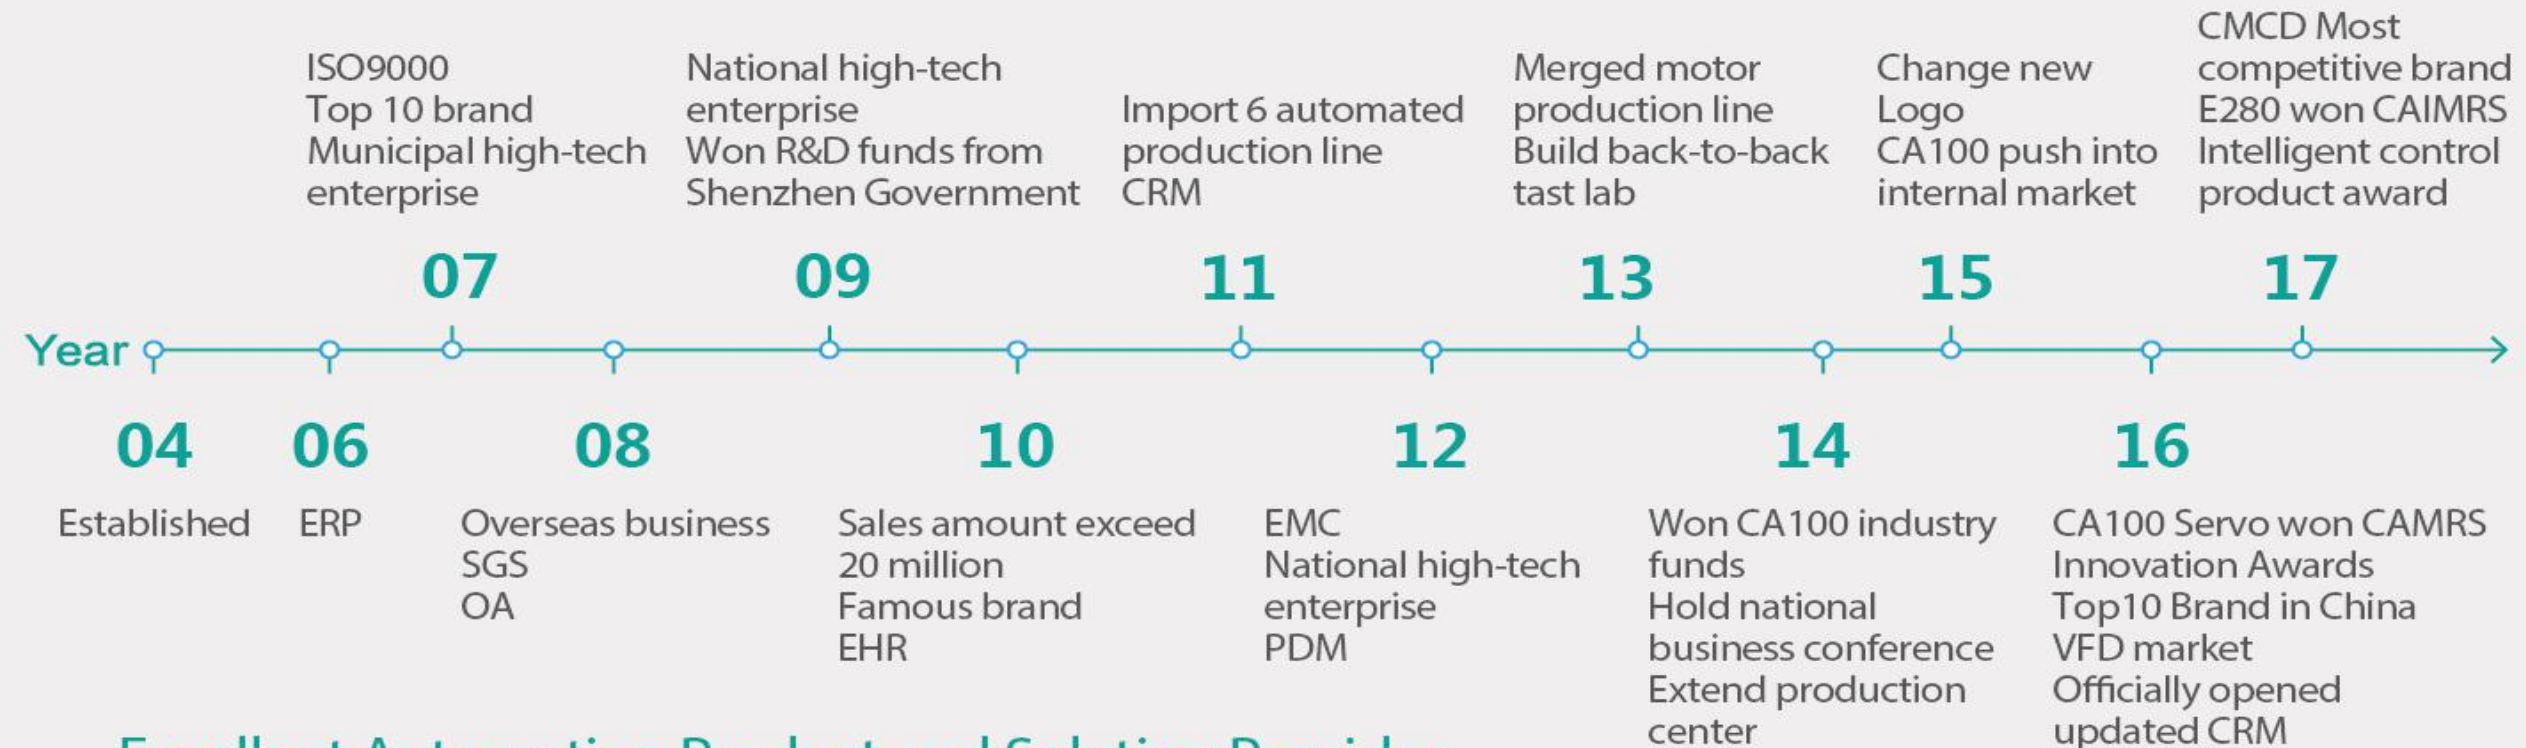 ISO9000
Top 10 brand
Municipal high-tech
enterprise
07
National high-tech
enterprise
Won R&D funds from
Shenzhen Government
09
Import 6 automated
production line
CRM
11
Merged motor
production line
Build back-to-back
tast lab
13
Change new
Logo
CA100 push into
internal market
15
CMCD Most
competitive brand
E280 won CAIMRS
Intelligent control
product award
17
Year
04
Established
06
ERP
08
Overseas business
SGS
OA
10
Sales amount exceed
20 million
Famous brand
EHR
12
EMC
National high-tech
enterprise
PDM
14
Won CA100 industry
funds
Hold national
business conference
Extend production
center
16
CA100 Servo won CAMRS
Innovation Awards
Top10 Brand in China
VFD market
Officially opened
updated CRM